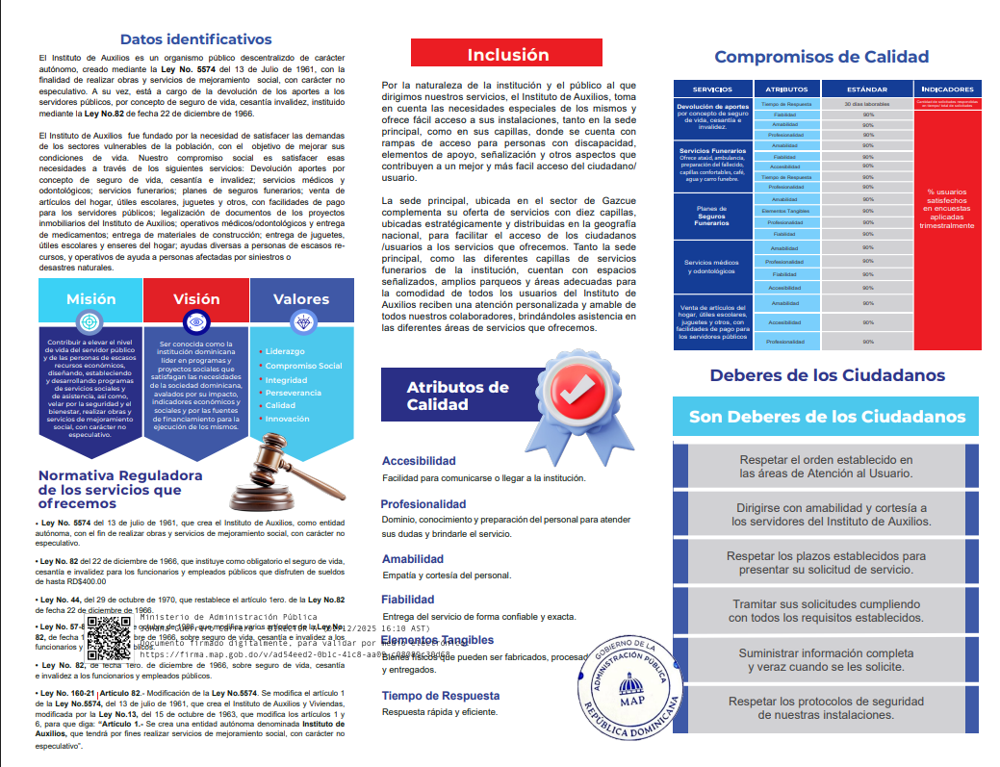 Datos identificativos
El Instituto de Auxilios es un organismo público descentralizdo de carácter
autónomo, creado mediante la Ley No. 5574 del 13 de Julio de 1961, con la
finalidad de realizar obras y servicios de mejoramiento social, con carácter no
especulativo. A su vez, está a cargo de la devolución de los aportes a los
servidores públicos, por concepto de seguro de vida, cesantía invalidez, instituido
mediante la Ley No.82 de fecha 22 de diciembre de 1966.
El Instituto de Auxilios fue fundado por la necesidad de satisfacer las demandas
de los sectores vulnerables de la población, con el objetivo de mejorar sus
condiciones de vida. Nuestro compromiso social es satisfacer esas
necesidades a través de los siguientes servicios: Devolución aportes por
concepto de seguro de vida, cesantía e invalidez; servicios médicos y
odontológicos; servicios funerarios; planes de seguros funerarios; venta de
artículos del hogar, útiles escolares, juguetes y otros, con facilidades de pago
para los servidores públicos; legalización de documentos de los proyectos
inmobiliarios del Instituto de Auxilios; operativos médicos/odontológicos y entrega
de medicamentos; entrega de materiales de construcción; entrega de juguetes,
útiles escolares y enseres del hogar; ayudas diversas a personas de escasos re-
cursos, y operativos de ayuda a personas afectadas por siniestros o
desastres naturales.
Misión
Contribuir a elevar el nivel
de vida del servidor público
y de las personas de escasos
recursos económicos,
diseñando, estableciendo
y desarrollando programas
de servicios sociales y
de asistencia, así como,
velar por la seguridad y el
bienestar, realizar obras y
servicios de mejoramiento
social, con carácter no
especulativo.
Visión
Ser conocida como la
institución dominicana
líder en programas y
proyectos sociales que
satisfagan las necesidades
de la sociedad dominicana,
avalados por su impacto,
indicadores económicos y
sociales y por las fuentes
de financiamiento para la
ejecución de los mismos.
Valores
• Liderazgo
• Compromiso Social
• Integridad
• Perseverancia
• Calidad
• Innovación
Normativa Reguladora
de los servicios que
ofrecemos
• Ley No. 5574 del 13 de julio de 1961, que crea el Instituto de Auxilios, como entidad
autónoma, con el fin de realizar obras y servicios de mejoramiento social, con carácter no
especulativo.
• Ley No. 82 del 22 de diciembre de 1966, que instituye como obligatorio el seguro de vida,
cesantía e invalidez para los funcionarios y empleados públicos que disfruten de sueldos
de hasta RD$400.00
• Ley No. 44, del 29 de octubre de 1970, que restablece el artículo 1ero. de la Ley No.82
de fecha 22 de diciembre de 1966.
• Ley No. 57-8
82, de fecha 1 bre de 1966, sobre seguro de vida, cesantía e invalidez a los
funcionarios y
Ministerio de Administración Pública
Documento firmado digitalmente, para validar por medio electrónico
• Ley No. 82, de fecha 1ero. de 1966, sobre seguro de vida, cesantía
e invalidez a los funcionarios y empleados públicos.
• Ley No. 160-21 Artículo 82.- Modificación de la Ley No.5574. Se modifica el artículo 1
de la Ley No.5574, del 13 de julio de 1961, que crea el Instituto de Auxilios y Viviendas,
modificada por la Ley No.13, del 15 de octubre de 1963, que modifica los artículos 1 y
6, para que diga: "Artículo 1.- Se crea una entidad autónoma denominada Instituto de
Auxilios, que tendrá por fines realizar servicios de mejoramiento social, con carácter no
especulativo".
Inclusión
Por la naturaleza de la institución y el público al que
dirigimos nuestros servicios, el Instituto de Auxilios, toma
en cuenta las necesidades especiales de los mismos y
ofrece fácil acceso a sus instalaciones, tanto en la sede
principal, como en sus capillas, donde se cuenta con
rampas de acceso para personas con discapacidad,
elementos de apoyo, señalización y otros aspectos que
contribuyen a un mejor y más facil acceso del ciudadano/
usuario.
La sede principal, ubicada en el sector de Gazcue
complementa su oferta de servicios con diez capillas,
ubicadas estratégicamente y distribuidas en la geografía
nacional, para facilitar el acceso de los ciudadanos
/usuarios a los servicios que ofrecemos. Tanto la sede
principal, como las diferentes capillas de servicios
funerarios de la institución, cuentan con espacios
señalizados, amplios parqueos y áreas adecuadas para
la comodidad de todos los usuarios del Instituto de
Auxilios reciben una atención personalizada y amable de
todos nuestro colaboradores, brindándoles asistencia en
las diferentes áreas de servicios que ofrecemos.
Atributos de
Calidad
Accesibilidad
Facilidad para comunicarse o llegar a la institución.
Profesionalidad
Dominio, conocimiento y preparación del personal para atender
sus dudas y brindarle el servicio.
Amabilidad
Empatía y cortesía del personal.
Fiabilidad
Entrega del servicio de forma confiable y exacta.
Elementos Tangibles
Bienes físicos que pueden ser fabricados, procesad
y entregados.
Tiempo de Respuesta
Respuesta rápida y eficiente.
GOBIERNO DE LA
REPÚBLICA DOMINICANA
ADMINISTRACIÓN PÚBLICA
MAP
Compromisos de Calidad
SERVICIOS ATRIBUTOS ESTÁNDAR INDICADORES
Devolución de aportes
por concepto de seguro
de vida, cesantía e
invalidez.
Tiempo de Respuesta 30 días laborables
Fiabilidad 90%
Amabilidad 90%
Profesionalidad 90%
Servicios Funerarios
Ofrece ataúd, ambulancia,
preparación del fallecido,
capillas confortables, café,
agua y carro funebre.
Amabilidad 90%
Fiabilidad 90%
Accesibilidad 90%
Tiempo de Respuesta 90%
Profesionalidad 90%
Planes de
Seguros
Funerarios
Amabilidad 90%
Elementos Tangibles 90%
Profesionalidad 90%
Fiabilidad 90%
Servicios médicos
y odontológicos
Amabilidad 90%
Profesionalidad 90%
Fiabilidad 90%
Accesibilidad 90%
Venta de artículos del
hogar, útiles escolares,
juguetes y otros, con
facilidades de pago para
los servidores públicos
Amabilidad 90%
Accesibilidad 90%
Profesionalidad 90%
% usuarios
satisfechos
en encuestas
aplicadas
trimestralmente
Deberes de los Ciudadanos
Son Deberes de los Ciudadanos
Respetar el orden establecido en
las áreas de Atención al Usuario.
Dirigirse con amabilidad y cortesía a
los servidores del Instituto de Auxilios.
Respetar los plazos establecidos para
presentar su solicitud de servicio.
Tramitar sus solicitudes cumpliendo
con todos los requisitos establecidos.
Suministrar información completa
y veraz cuando se les solicite.
Respetar los protocolos de seguridad
de nuestras instalaciones.